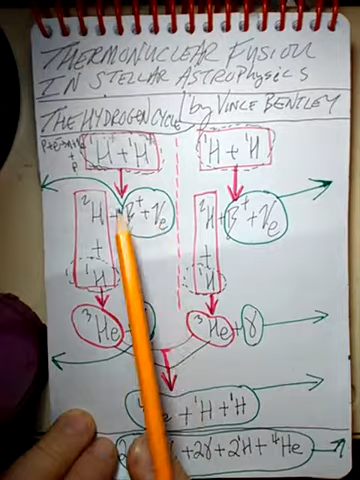 THERMONUCLEAR FUSION
IN STELLAR ASTROPHYSICS
THE HYDROGEN CYCLE by VINCE BENTLEY
¹H + ¹H ¹H + ¹H
²H + β⁺ + νe ²H + β⁺ + νe
+ +
¹H ¹H
³He ³He + γ
e + ¹H + ¹H
+ 2γ + 2¹H + ⁴He